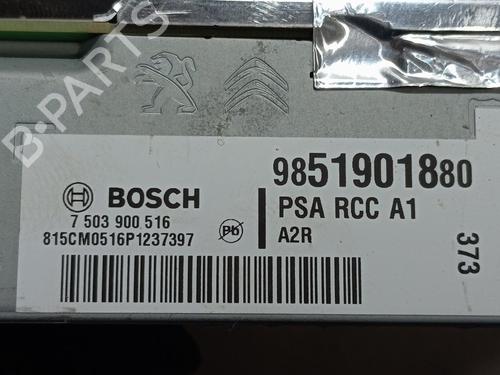 B-PARTS
BOSCH
7 503 900 516
815CM0516P1237397
Pb
9851901880
PSA RCC A1
A2R
373